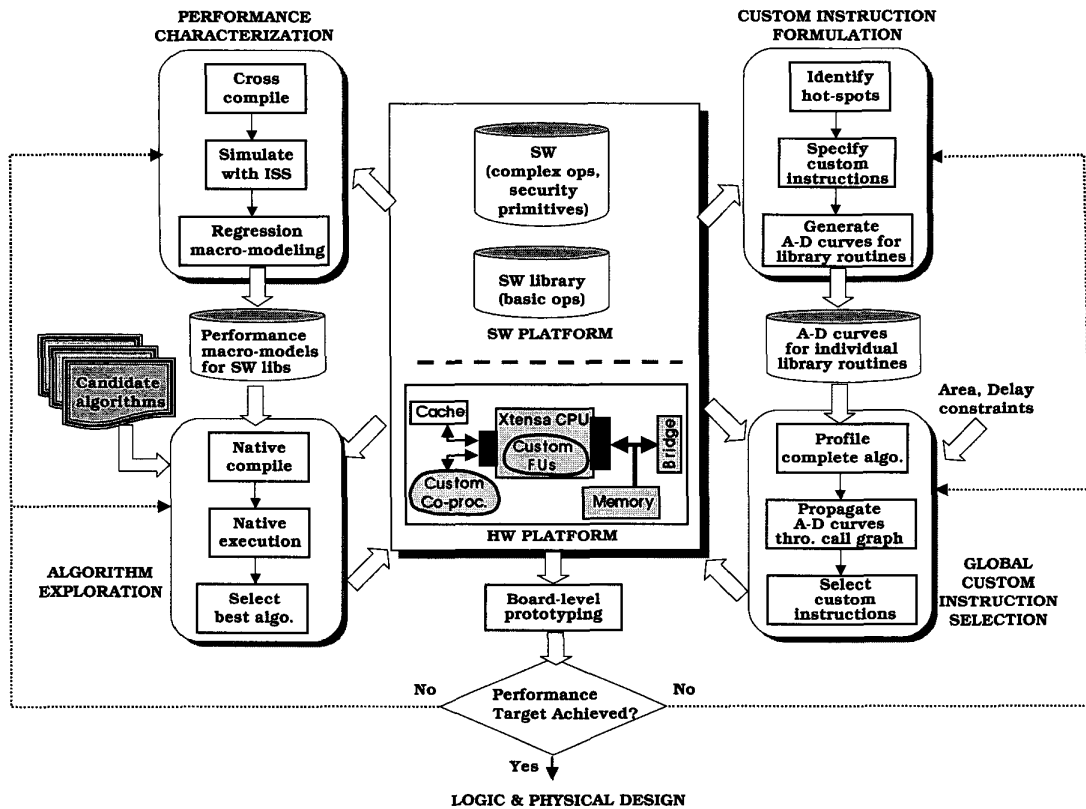 PERFORMANCE
CHARACTERIZATION
Cross
compile
Simulate
with ISS
Regression
macro-modeling
Performance
macro-models
for SW libs
Candidate
algorithms
Native
compile
Native
execution
Select
best algo.
ALGORITHM
EXPLORATION
SW
(complex ops,
security
primitives)
SW library
(basic ops)
SW PLATFORM
Cache
Xtensa CPU
Custom
F.Us
Bridge
Custom
Co-proc.
Memory
HW PLATFORM
Board-level
prototyping
No
Performance
Target Achieved?
No
Yes
LOGIC & PHYSICAL DESIGN
CUSTOM INSTRUCTION
FORMULATION
Identify
hot-spots
Specify
custom
instructions
Generate
A-D curves for
library routines
A-D curves
for individual
library routines
Area, Delay
constraints
Profile
complete algo.
Propagate
A-D curves
thro. call graph
Select
custom
instructions
GLOBAL
CUSTOM
INSTRUCTION
SELECTION